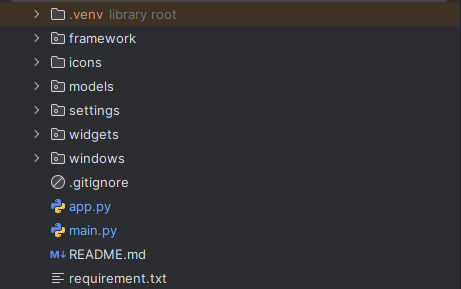 .venv library root
framework
icons
models
settings
widgets
windows
.gitignore
app.py
main.py
M↓ README.md
requirement.txt